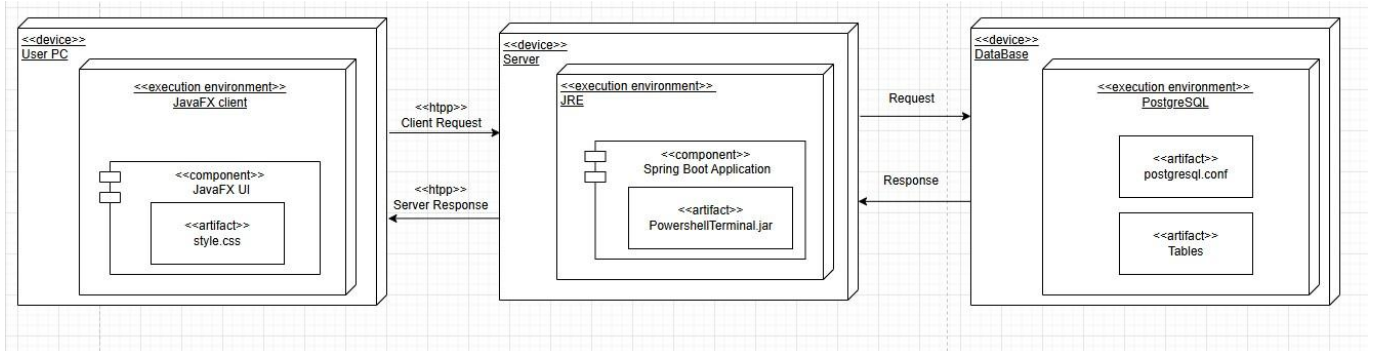 <<device>>
User PC
<<execution environment>>
JavaFX client
<<component>>
JavaFX UI
<<artifact>>
style.css
<<htpp>>
Client Request
<<htpp>>
Server Response
<<device>>
Server
<<execution environment>>
JRE
<<component>>
Spring Boot Application
<<artifact>>
PowershellTerminal.jar
Request
Response
<<device>>
DataBase
<<execution environment>>
PostgreSQL
<<artifact>>
postgresql.conf
<<artifact>>
Tables